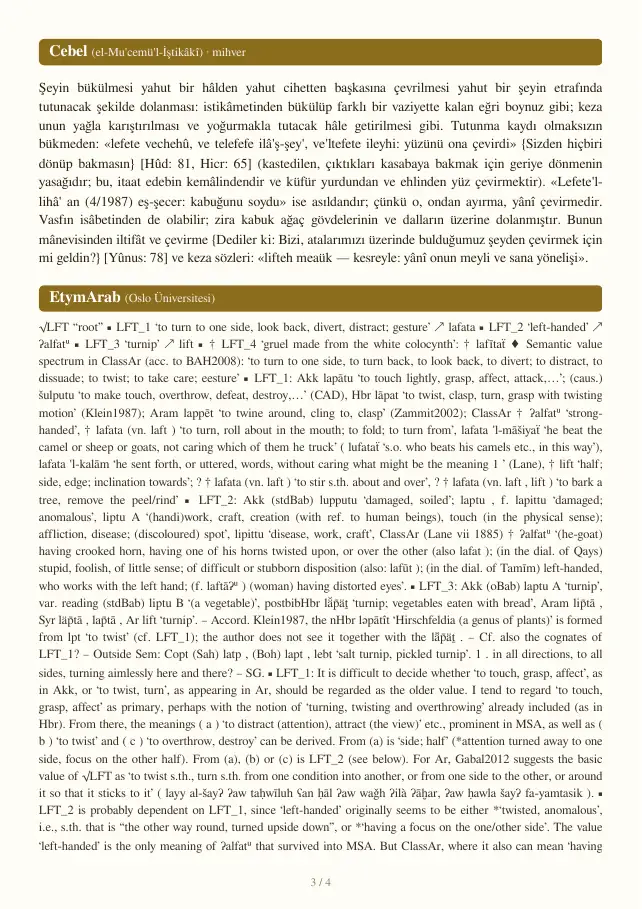 Cebel (el-Mu'cemü'l-İştikâkî) · mihver
Şeyin bükülmesi yahut bir hâlden yahut cihetten başkasına çevrilmesi yahut bir şeyin etrafında
tutunacak şekilde dolanması: istikâmetinden bükülüp farklı bir vaziyette kalan eğri boynuz gibi; keza
unun yağla karıştırılması ve yoğurmakla tutacak hâle getirilmesi gibi. Tutunma kaydı olmaksızın
bükmeden: «lefete vechehû, ve telefefe ilâ'ş-şey', ve'ltefete ileyhi: yüzünü ona çevirdi» {Sizden hiçbiri
dönüp bakmasın} [Hûd: 81, Hicr: 65] (kastedilen, çıktıkları kasabaya bakmak için geriye dönmenin
yasağıdır; bu, itaat edebin kemâlindendir ve küfür yurdundan ve ehlinden yüz çevirmektir). «Lefete'l-
lihâ' an (4/1987) eş-şecer: kabuğunu soydu» ise asıldandır; çünkü o, ondan ayırma, yânî çevirmedir.
Vasfın isâbetinden de olabilir; zira kabuk ağaç gövdelerinin ve dalların üzerine dolanmıştır. Bunun
mânevisinden iltifât ve çevirme {Dediler ki: Bizi, atalarımızı üzerinde bulduğumuz şeyden çevirmek için
mi geldin?} [Yûnus: 78] ve keza sözleri: «lifteh meaük — kesreyle: yânî onun meyli ve sana yönelişi».
EtymArab (Oslo Üniversitesi)
√LFT “root” ▪ LFT_1 ‘to turn to one side, look back, divert, distract; gesture’ ↗ lafata ▪ LFT_2 ‘left-handed’ ↗
ʔalfatᵘ ▪ LFT_3 ‘turnip’ ↗ lift ▪ † LFT_4 ‘gruel made from the white colocynth’: † lafītaẗ ♦ Semantic value
spectrum in ClassAr (acc. to BAH2008): ‘to turn to one side, to turn back, to look back, to divert; to distract, to
dissuade; to twist; to take care; eesture’ ▪ LFT_1: Akk lapātu ‘to touch lightly, grasp, affect, attack,…’; (caus.)
šulputu ‘to make touch, overthrow, defeat, destroy,…’ (CAD), Hbr lāpat ‘to twist, clasp, turn, grasp with twisting
motion’ (Klein1987); Aram lappēt ‘to twine around, cling to, clasp’ (Zammit2002); ClassAr † ʔalfatᵘ ‘strong-
handed’, † lafata (vn. laft ) ‘to turn, roll about in the mouth; to fold; to turn from’, lafata ’l-māšiyaẗ ‘he beat the
camel or sheep or goats, not caring which of them he truck’ ( lufataẗ ‘s.o. who beats his camels etc., in this way’),
lafata ’l-kalām ‘he sent forth, or uttered, words, without caring what might be the meaning 1 ’ (Lane), † lift ‘half;
side, edge; inclination towards’; ? † lafata (vn. laft ) ‘to stir s.th. about and over’, ? † lafata (vn. laft , lift ) ‘to bark a
tree, remove the peel/rind’ ▪ LFT_2: Akk (stdBab) lupputu ‘damaged, soiled’; laptu , f. lapittu ‘damaged;
anomalous’, liptu A ‘(handi)work, craft, creation (with ref. to human beings), touch (in the physical sense);
affliction, disease; (discoloured) spot’, lipittu ‘disease, work, craft’, ClassAr (Lane vii 1885) † ʔalfatᵘ ‘(he-goat)
having crooked horn, having one of his horns twisted upon, or over the other (also lafat ); (in the dial. of Qays)
stupid, foolish, of little sense; of difficult or stubborn disposition (also: lafūt ); (in the dial. of Tamīm) left-handed,
who works with the left hand; (f. laftāʔᵘ ) (woman) having distorted eyes’. ▪ LFT_3: Akk (oBab) laptu A ‘turnip’,
var. reading (stdBab) liptu B ‘(a vegetable)’, postbibHbr lǟp̄äṯ ‘turnip; vegetables eaten with bread’, Aram lip̄tā ,
Syr läp̄tā , lap̄tā , Ar lift ‘turnip’. – Accord. Klein1987, the nHbr lǝpātīt ‘Hirschfeldia (a genus of plants)’ is formed
from lpt ‘to twist’ (cf. LFT_1); the author does not see it together with the lǟp̄äṯ . – Cf. also the cognates of
LFT_1? – Outside Sem: Copt (Sah) latp , (Boh) lapt , lebt ‘salt turnip, pickled turnip’. 1 . in all directions, to all
sides, turning aimlessly here and there? – SG. ▪ LFT_1: It is difficult to decide whether ‘to touch, grasp, affect’, as
in Akk, or ‘to twist, turn’, as appearing in Ar, should be regarded as the older value. I tend to regard ‘to touch,
grasp, affect’ as primary, perhaps with the notion of ‘turning, twisting and overthrowing’ already included (as in
Hbr). From there, the meanings ( a ) ‘to distract (attention), attract (the view)’ etc., prominent in MSA, as well as (
b ) ‘to twist’ and ( c ) ‘to overthrow, destroy’ can be derived. From (a) is ‘side; half’ (*attention turned away to one
side, focus on the other half). From (a), (b) or (c) is LFT_2 (see below). For Ar, Gabal2012 suggests the basic
value of √LFT as ‘to twist s.th., turn s.th. from one condition into another, or from one side to the other, or around
it so that it sticks to it’ ( layy al-šayʔ ʔaw taḥwīluh ʕan ḥāl ʔaw waǧh ʔilà ʔāḫar, ʔaw ḥawla šayʔ fa-yamtasik ). ▪
LFT_2 is probably dependent on LFT_1, since ‘left-handed’ originally seems to be either *‘twisted, anomalous’,
i.e., s.th. that is “the other way round, turned upside down”, or *‘having a focus on the one/other side’. The value
‘left-handed’ is the only meaning of ʔalfatᵘ that survived into MSA. But ClassAr, where it also can mean ‘having
3 / 4